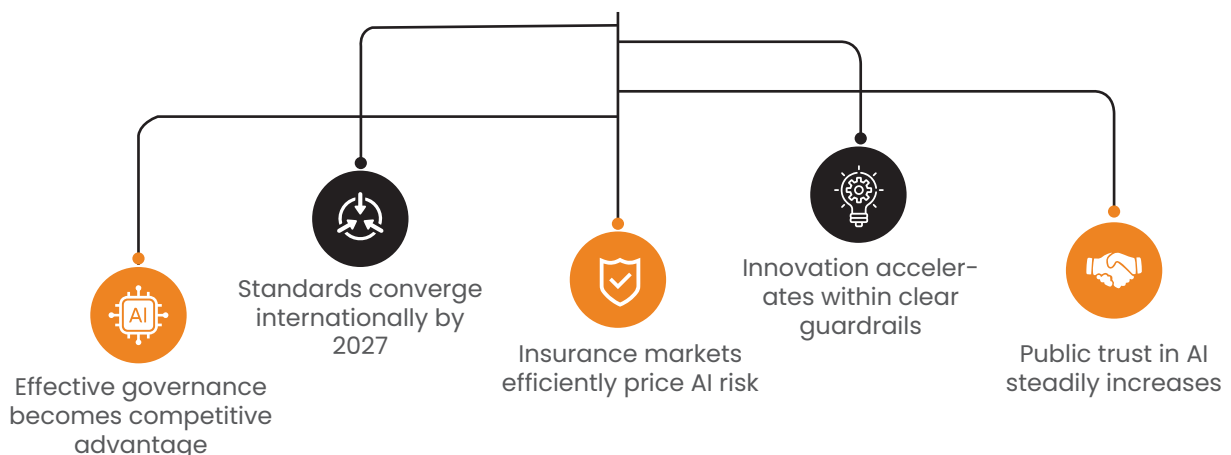 AI
Effective governance
becomes competitive
advantage
Standards converge
internationally by
2027
Insurance markets
efficiently price AI risk
Innovation acceler-
ates within clear
guardrails
Public trust in AI
steadily increases